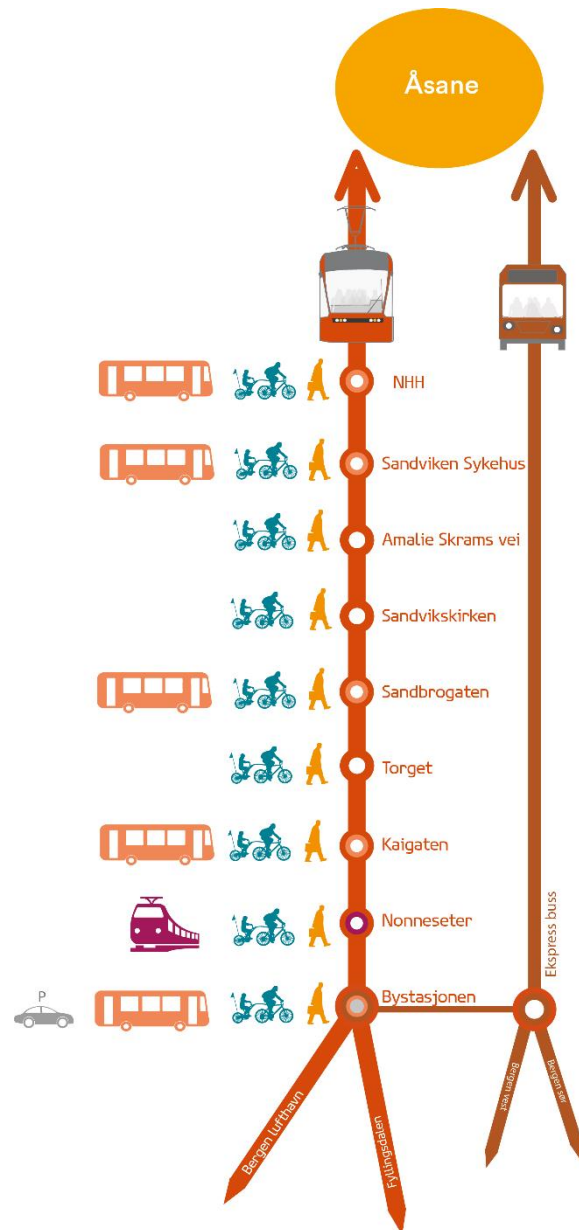 Åsane
NHH
Sandviken Sykehus
Amalie Skrams vei
Sandvikskirken
Sandbrogaten
Torget
Kaigaten
Nonneseter
Ekspress buss
Bystasjonen
P
Bergen lufthavn
Fyllingsdalen
Bergen vest
Bergen sør